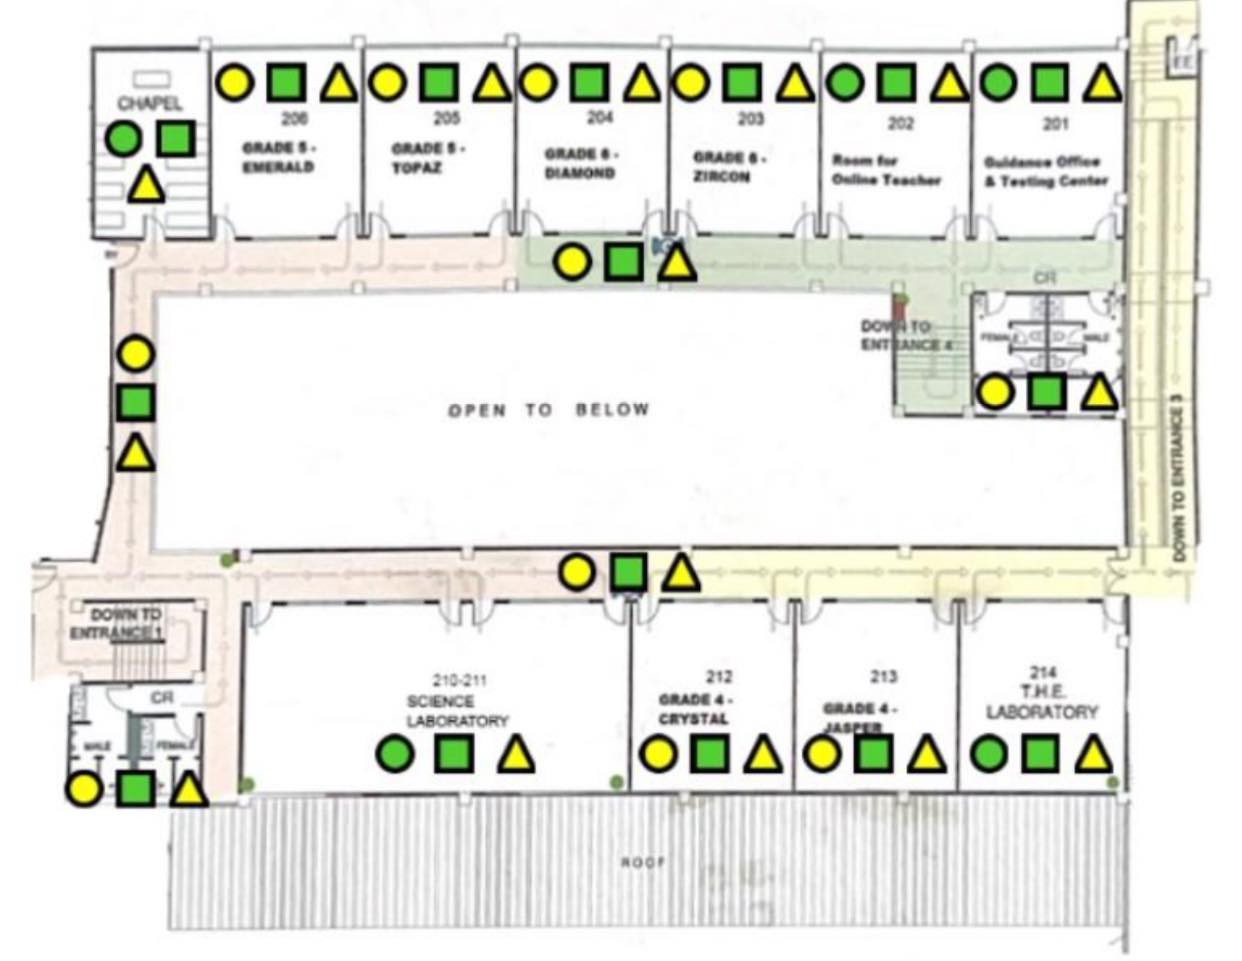 EE
CHAPEL
206
GRADE 5 -
EMERALD
205
GRADE 5 -
TOPAZ
204
GRADE 6 -
DIAMOND
203
GRADE 6 -
ZIRCON
202
Room for
Online Teacher
201
Guidance Office
& Testing Center
CR
FEMALE
MALE
DOWN TO
ENTRANCE 4
OPEN TO BELOW
DOWN TO ENTRANCE 3
DOWN TO
ENTRANCE 1
CR
MALE
FEMALE
210-211
SCIENCE
LABORATORY
212
GRADE 4 -
CRYSTAL
213
GRADE 4 -
JASPER
214
T.H.E.
LABORATORY
ROOF